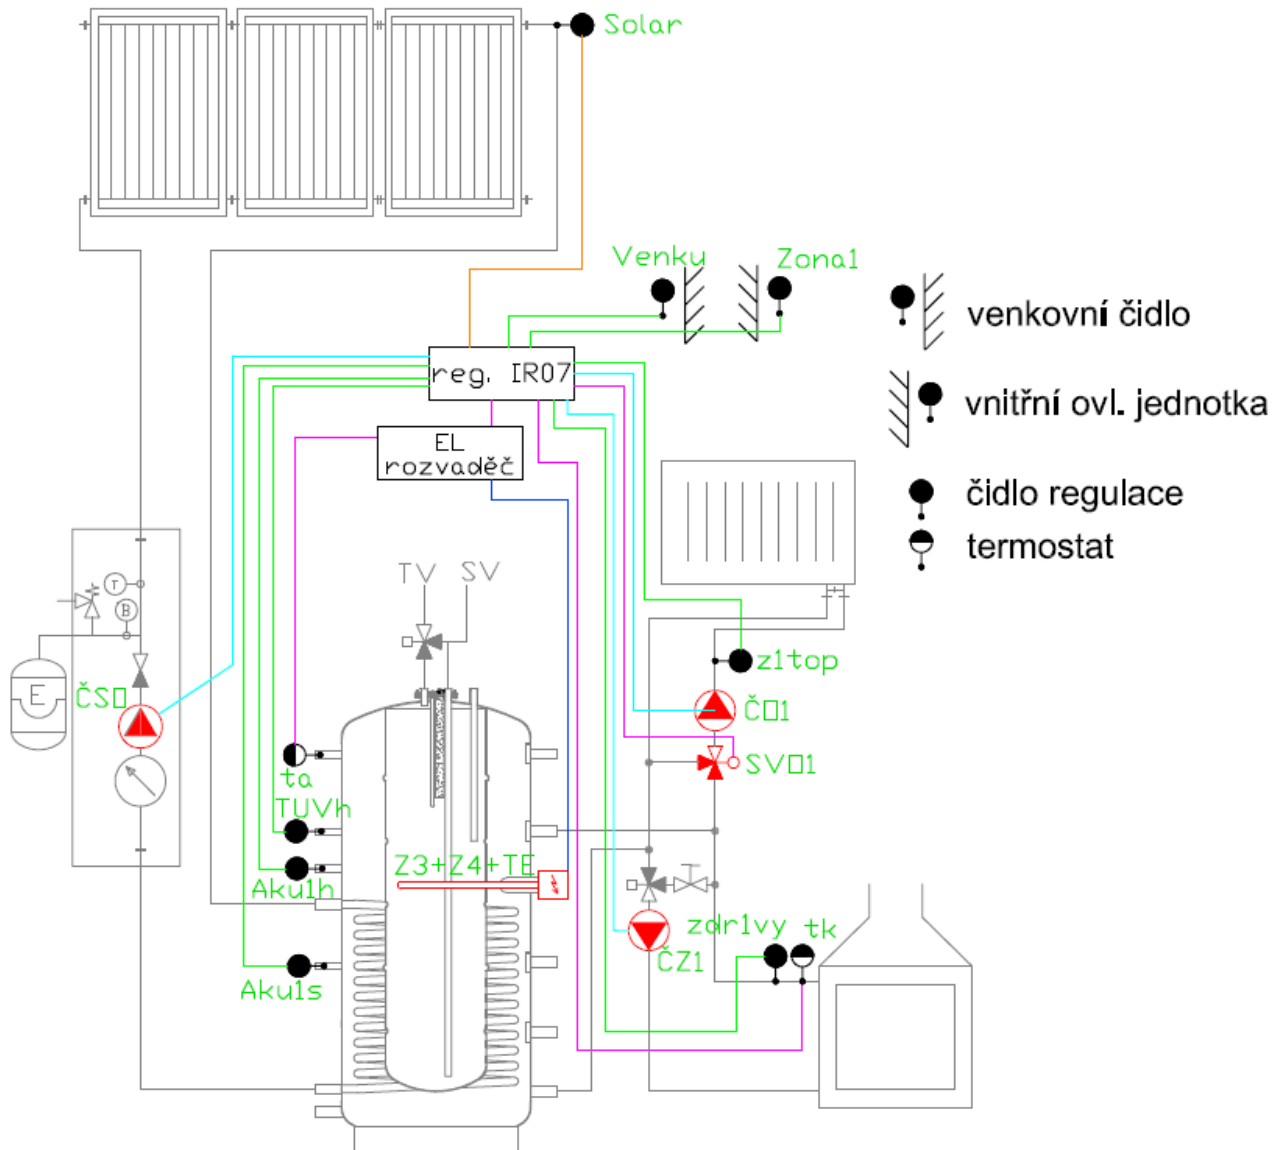 Solar
Venku
Zona1
venkovní čidlo
reg. IR07
vnitřní ovl. jednotka
EL
rozvaděč
čidlo regulace
termostat
TV
SV
T
B
E
ČS□
z1top
Č□1
SV□1
ta
TUVh
Z3+Z4+TE
Aku1h
T
zdr1vy
tk
ČZ1
Aku1s